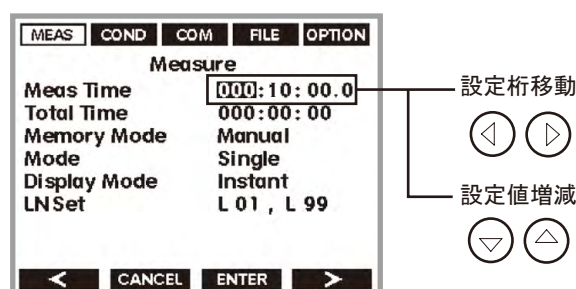 MEAS COND COM FILE OPTION
Measure
Meas Time 000:10:00.0
Total Time 000:00:00
Memory Mode Manual
Mode Single
Display Mode Instant
LNSet L 01 , L 99
< CANCEL ENTER >
設定桁移動
設定値増減